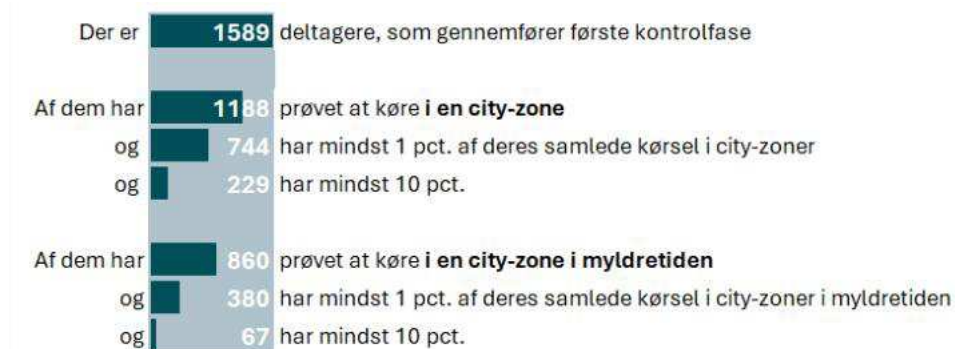 Der er 1589 deltagere, som gennemfører første kontrolfase
Af dem har 1188 prøvet at køre i en city-zone
og 744 har mindst 1 pct. af deres samlede kørsel i city-zoner
og 229 har mindst 10 pct.
Af dem har 860 prøvet at køre i en city-zone i myldretiden
og 380 har mindst 1 pct. af deres samlede kørsel i city-zoner i myldretiden
og 67 har mindst 10 pct.